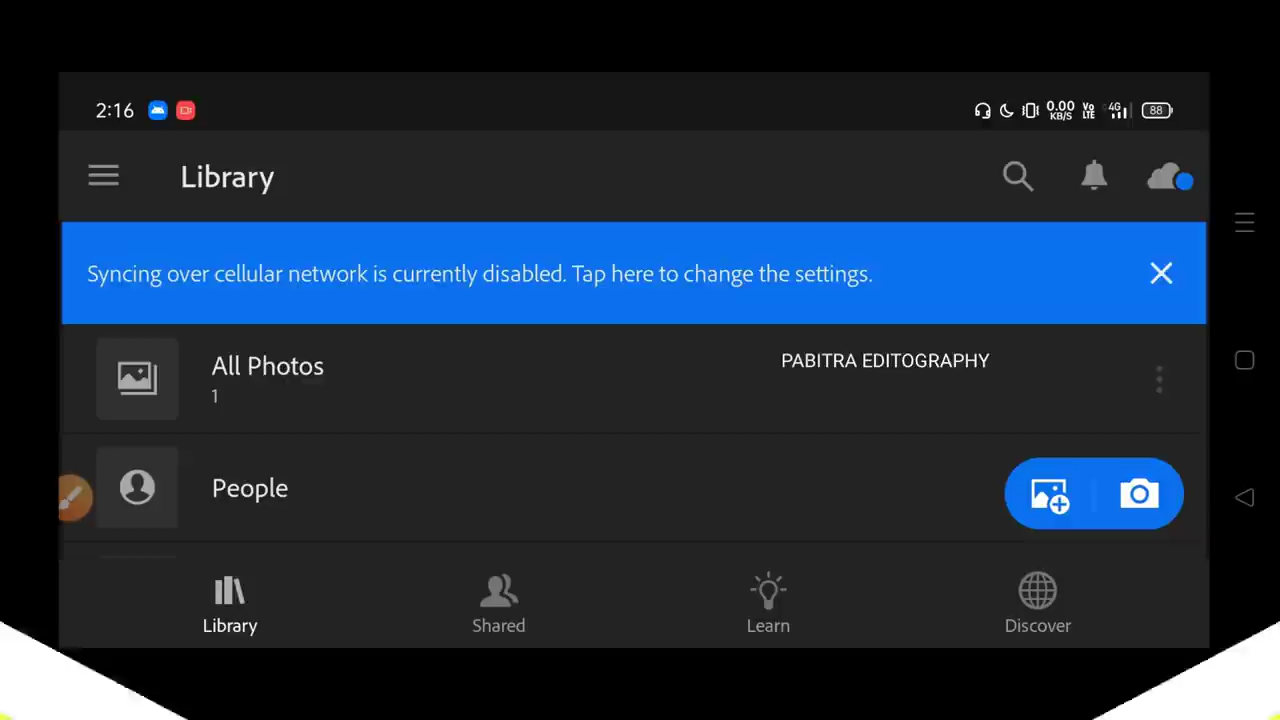 2:16 0.00 KB/S Vo LTE 4G 88
Library
Syncing over cellular network is currently disabled. Tap here to change the settings.
All Photos
PABITRA EDITOGRAPHY
1
People
Library Shared Learn Discover